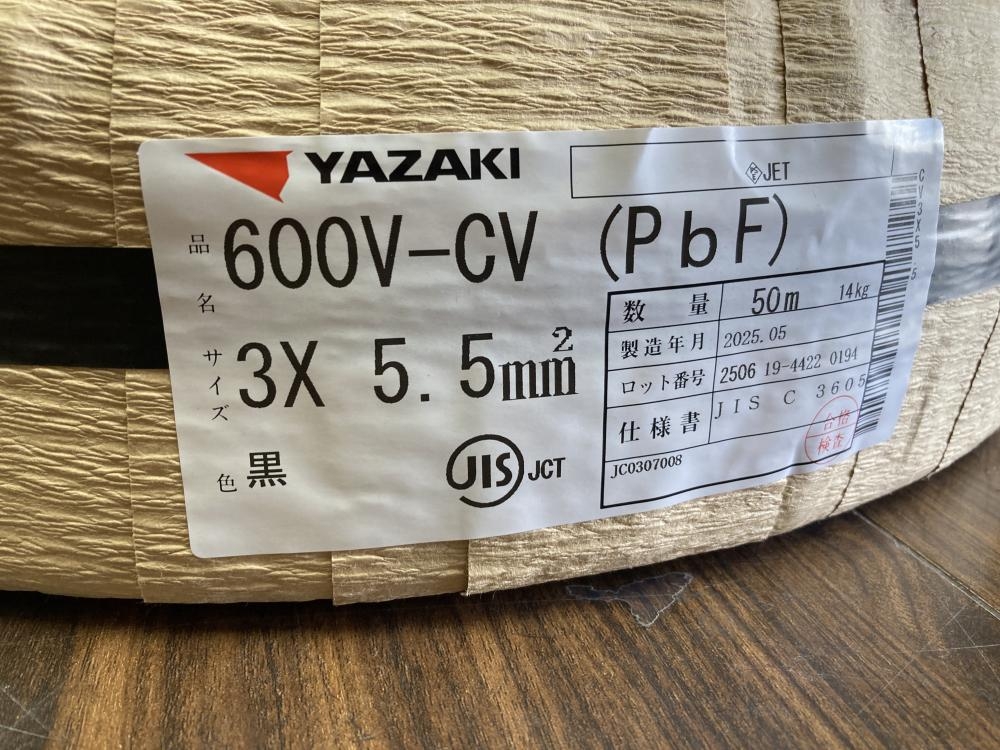 YAZAKI
<PS>E JET
品名 600V-CV (PbF)
サイズ 3X 5.5mm²
色 黒
JIS JCT
数量 50m 14kg
製造年月 2025.05
ロット番号 2506 19-4422 0194
仕様書 JIS C 3605
合格
検査
JC0307008
CV3X5.5